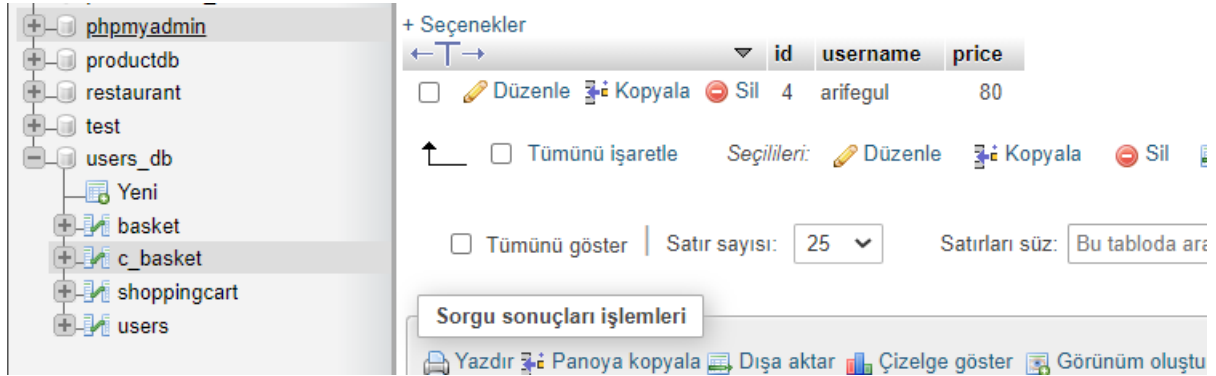 phpmyadmin
productdb
restaurant
test
users_db
Yeni
basket
c_basket
shoppingcart
users
+ Seçenekler
id username price
Düzenle Kopyala Sil 4 arifegul 80
Tümünü işaretle Seçilileri: Düzenle Kopyala Sil
Tümünü göster Satır sayısı: 25 Satırları süz: Bu tabloda ara
Sorgu sonuçları işlemleri
Yazdır Panoya kopyala Dışa aktar Çizelge göster Görünüm oluştu